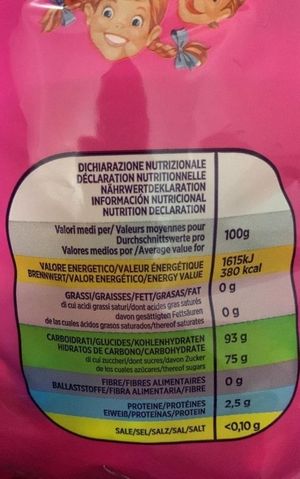 DICHIARAZIONE NUTRIZIONALE
DÉCLARATION NUTRITIONNELLE
NÄHRWERTDEKLARATION
INFORMACIÓN NUTRICIONAL
NUTRITION DECLARATION
Valori medi per/Valeurs moyennes pour
Durchschnittswerte pro
Valores medios por/Average value for
100g
VALORE ENERGETICO/VALEUR ÉNERGÉTIQUE
BRENNWERT/VALOR ENERGÉTICO/ENERGY VALUE
1615kJ
380 kcal
GRASSI/GRAISSES/FETT/GRASAS/FAT
0 g
di cui acidi grassi saturi/dont acides gras saturés
davon gesättigten Fettsäuren
de las cuales ácidos grasos saturados/thereof saturates
0 g
CARBOIDRATI/GLUCIDES/KOHLENHYDRATEN
HIDRATOS DE CARBONO/CARBOHYDRATE
93 g
di cui zuccheri/dont sucres/davon Zucker
de los cuales azúcares/thereof sugars
75 g
FIBRE/FIBRES ALIMENTAIRES
BALLASTSTOFFE/FIBRA ALIMENTARIA/FIBRE
0 g
PROTEINE/PROTÉINES
EIWEIß/PROTEÍNAS/PROTEIN
2,5 g
SALE/SEL/SALZ/SAL/SALT
<0,10 g